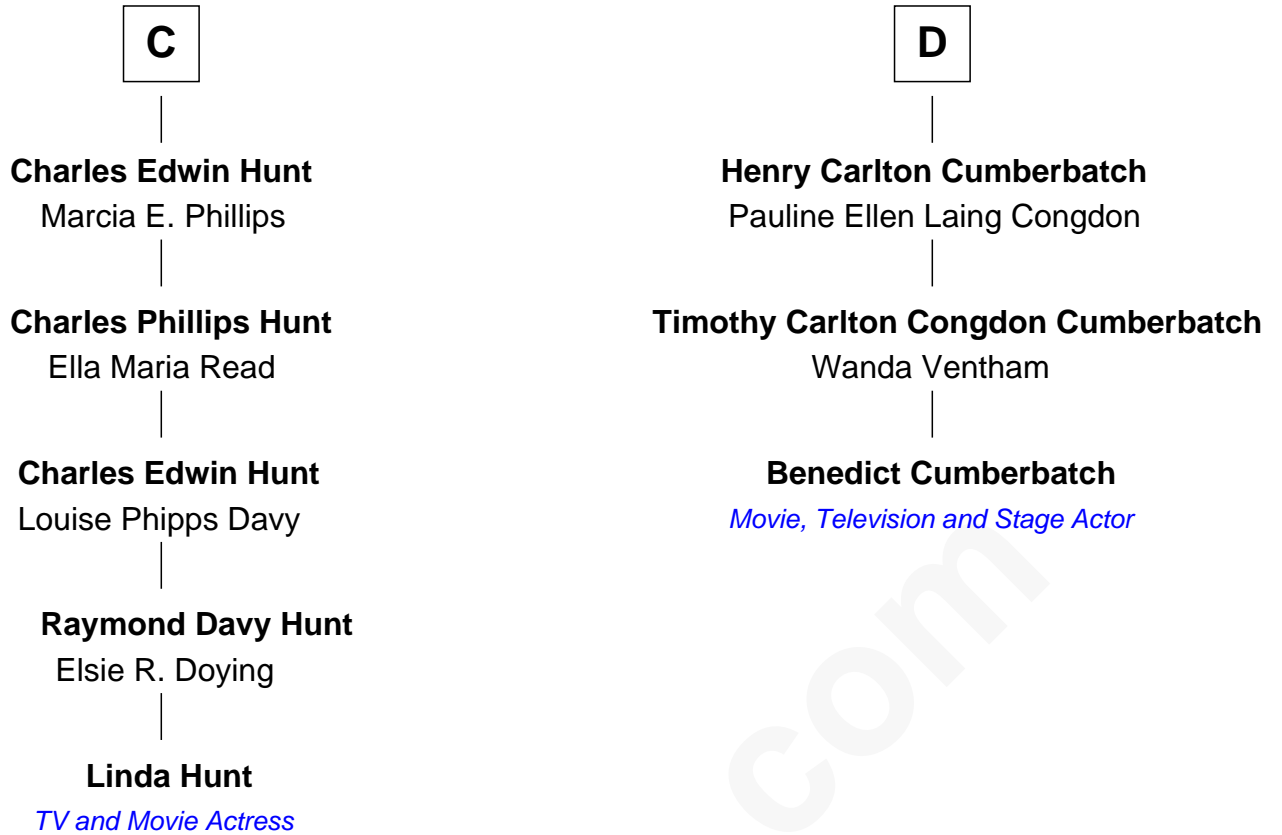 C
Charles Edwin Hunt
Marcia E. Phillips
Charles Phillips Hunt
Ella Maria Read
Charles Edwin Hunt
Louise Phipps Davy
Raymond Davy Hunt
Elsie R. Doying
Linda Hunt
TV and Movie Actress
D
Henry Carlton Cumberbatch
Pauline Ellen Laing Congdon
Timothy Carlton Congdon Cumberbatch
Wanda Ventham
Benedict Cumberbatch
Movie, Television and Stage Actor
com